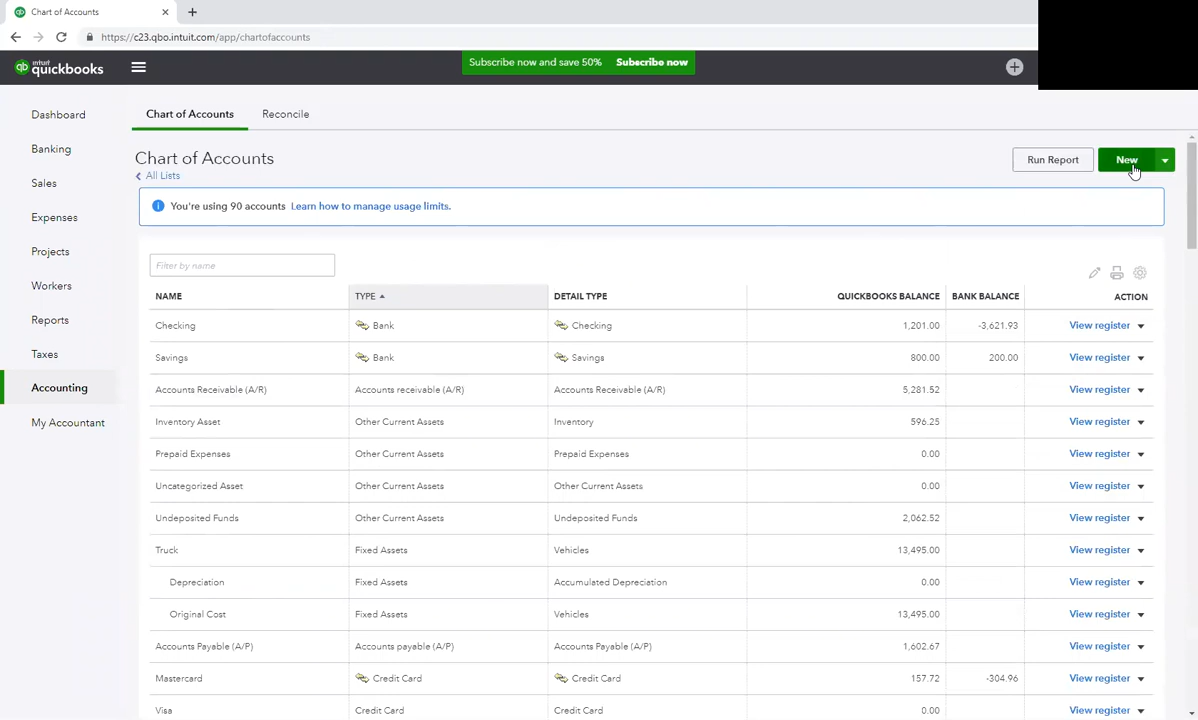 Chart of Accounts
https://c23.qbo.intuit.com/app/chartofaccounts
intuit
qb quickbooks
Subscribe now and save 50% Subscribe now
Dashboard
Banking
Sales
Expenses
Projects
Workers
Reports
Taxes
Accounting
My Accountant
Chart of Accounts Reconcile
Chart of Accounts
All Lists
Run Report New
You're using 90 accounts Learn how to manage usage limits.
Filter by name
NAME TYPE DETAIL TYPE QUICKBOOKS BALANCE BANK BALANCE ACTION
Checking Bank Checking 1,201.00 -3,621.93 View register
Savings Bank Savings 800.00 200.00 View register
Accounts Receivable (A/R) Accounts receivable (A/R) Accounts Receivable (A/R) 5,281.52 View register
Inventory Asset Other Current Assets Inventory 596.25 View register
Prepaid Expenses Other Current Assets Prepaid Expenses 0.00 View register
Uncategorized Asset Other Current Assets Other Current Assets 0.00 View register
Undeposited Funds Other Current Assets Undeposited Funds 2,062.52 View register
Truck Fixed Assets Vehicles 13,495.00 View register
Depreciation Fixed Assets Accumulated Depreciation 0.00 View register
Original Cost Fixed Assets Vehicles 13,495.00 View register
Accounts Payable (A/P) Accounts payable (A/P) Accounts Payable (A/P) 1,602.67 View register
Mastercard Credit Card Credit Card 157.72 -304.96 View register
Visa Credit Card Credit Card 0.00 View register